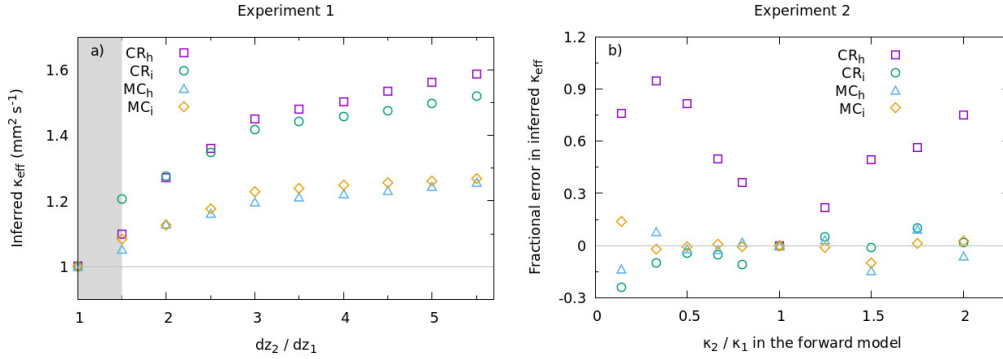 Experiment 1
a)
CRh
CRi
MCh
MCi
1.6
1.4
1.2
1
Inferred κeff (mm² s⁻¹)
1 2 3 4 5
dz₂ / dz₁
Experiment 2
b)
CRh
CRi
MCh
MCi
1.2
0.9
0.6
0.3
0
-0.3
Fractional error in inferred κeff
0 0.5 1 1.5 2
κ₂ / κ₁ in the forward model